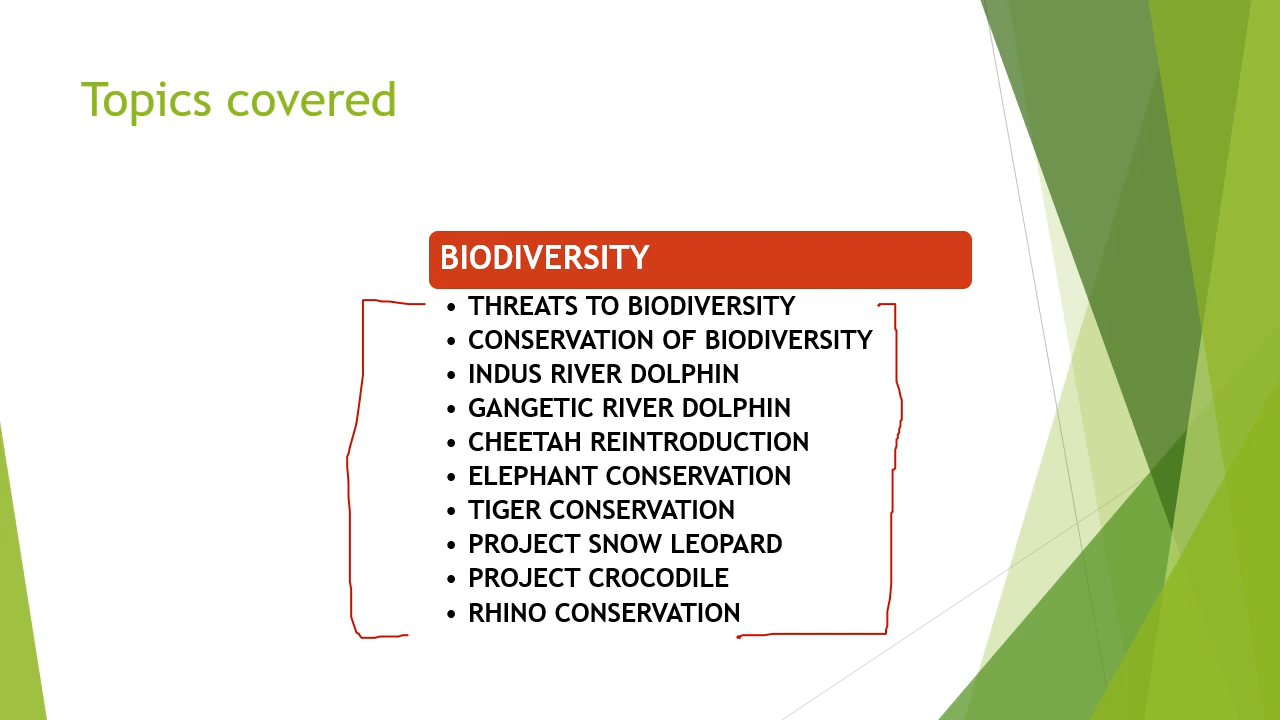 Topics covered
BIODIVERSITY
• THREATS TO BIODIVERSITY
• CONSERVATION OF BIODIVERSITY
• INDUS RIVER DOLPHIN
• GANGETIC RIVER DOLPHIN
• CHEETAH REINTRODUCTION
• ELEPHANT CONSERVATION
• TIGER CONSERVATION
• PROJECT SNOW LEOPARD
• PROJECT CROCODILE
• RHINO CONSERVATION